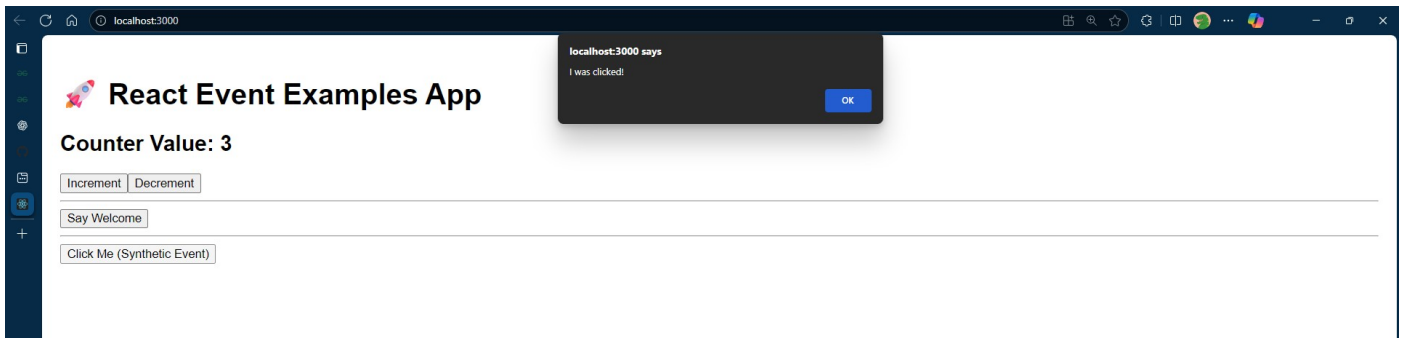 localhost:3000
localhost:3000 says
I was clicked!
OK
🚀 React Event Examples App
Counter Value: 3
Increment Decrement
Say Welcome
Click Me (Synthetic Event)